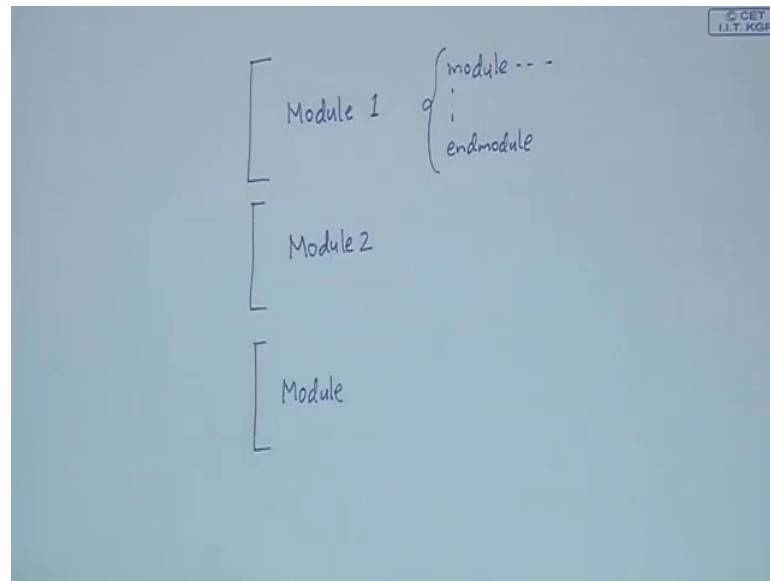 © CET
I.I.T. KGP
Module 1
module - - -
endmodule
Module 2
Module